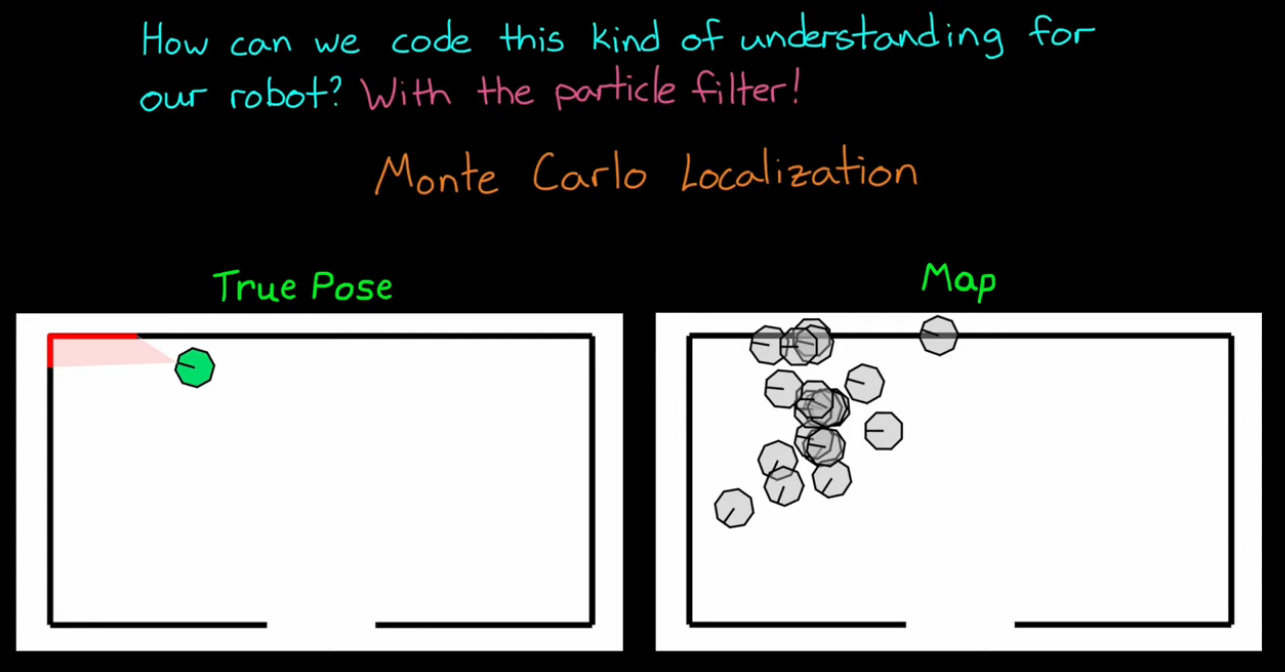 How can we code this kind of understanding for
our robot? With the particle filter!
Monte Carlo Localization
True Pose
Map